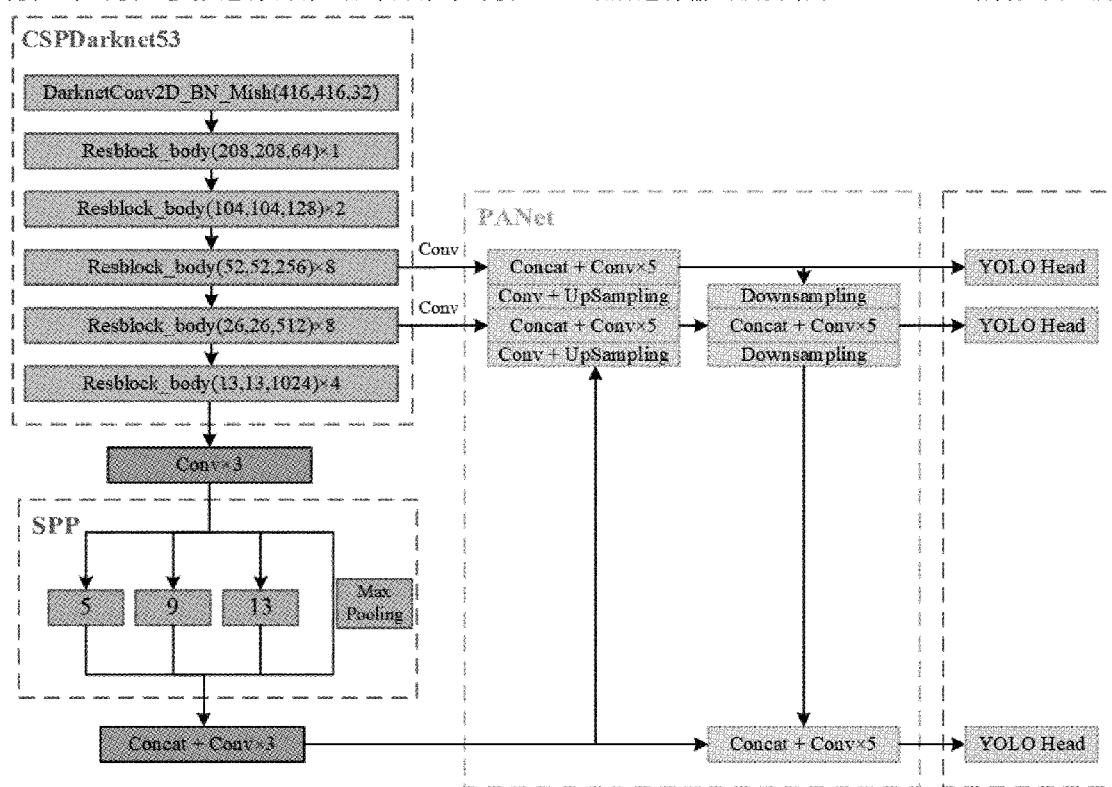 CSPDarknet53
DarknetConv2D_BN_Mish(416,416,32)
Resblock_body(208,208,64)×1
Resblock_body(104,104,128)×2
Resblock_body(52,52,256)×8
Resblock_body(26,26,512)×8
Resblock_body(13,13,1024)×4
Conv×3
SPP
5
9
13
Max
Pooling
Concat + Conv×3
Conv
Conv
PANet
Concat + Conv×5
Conv + UpSampling
Concat + Conv×5
Conv + UpSampling
Downsampling
Concat + Conv×5
Downsampling
Concat + Conv×5
YOLO Head
YOLO Head
YOLO Head